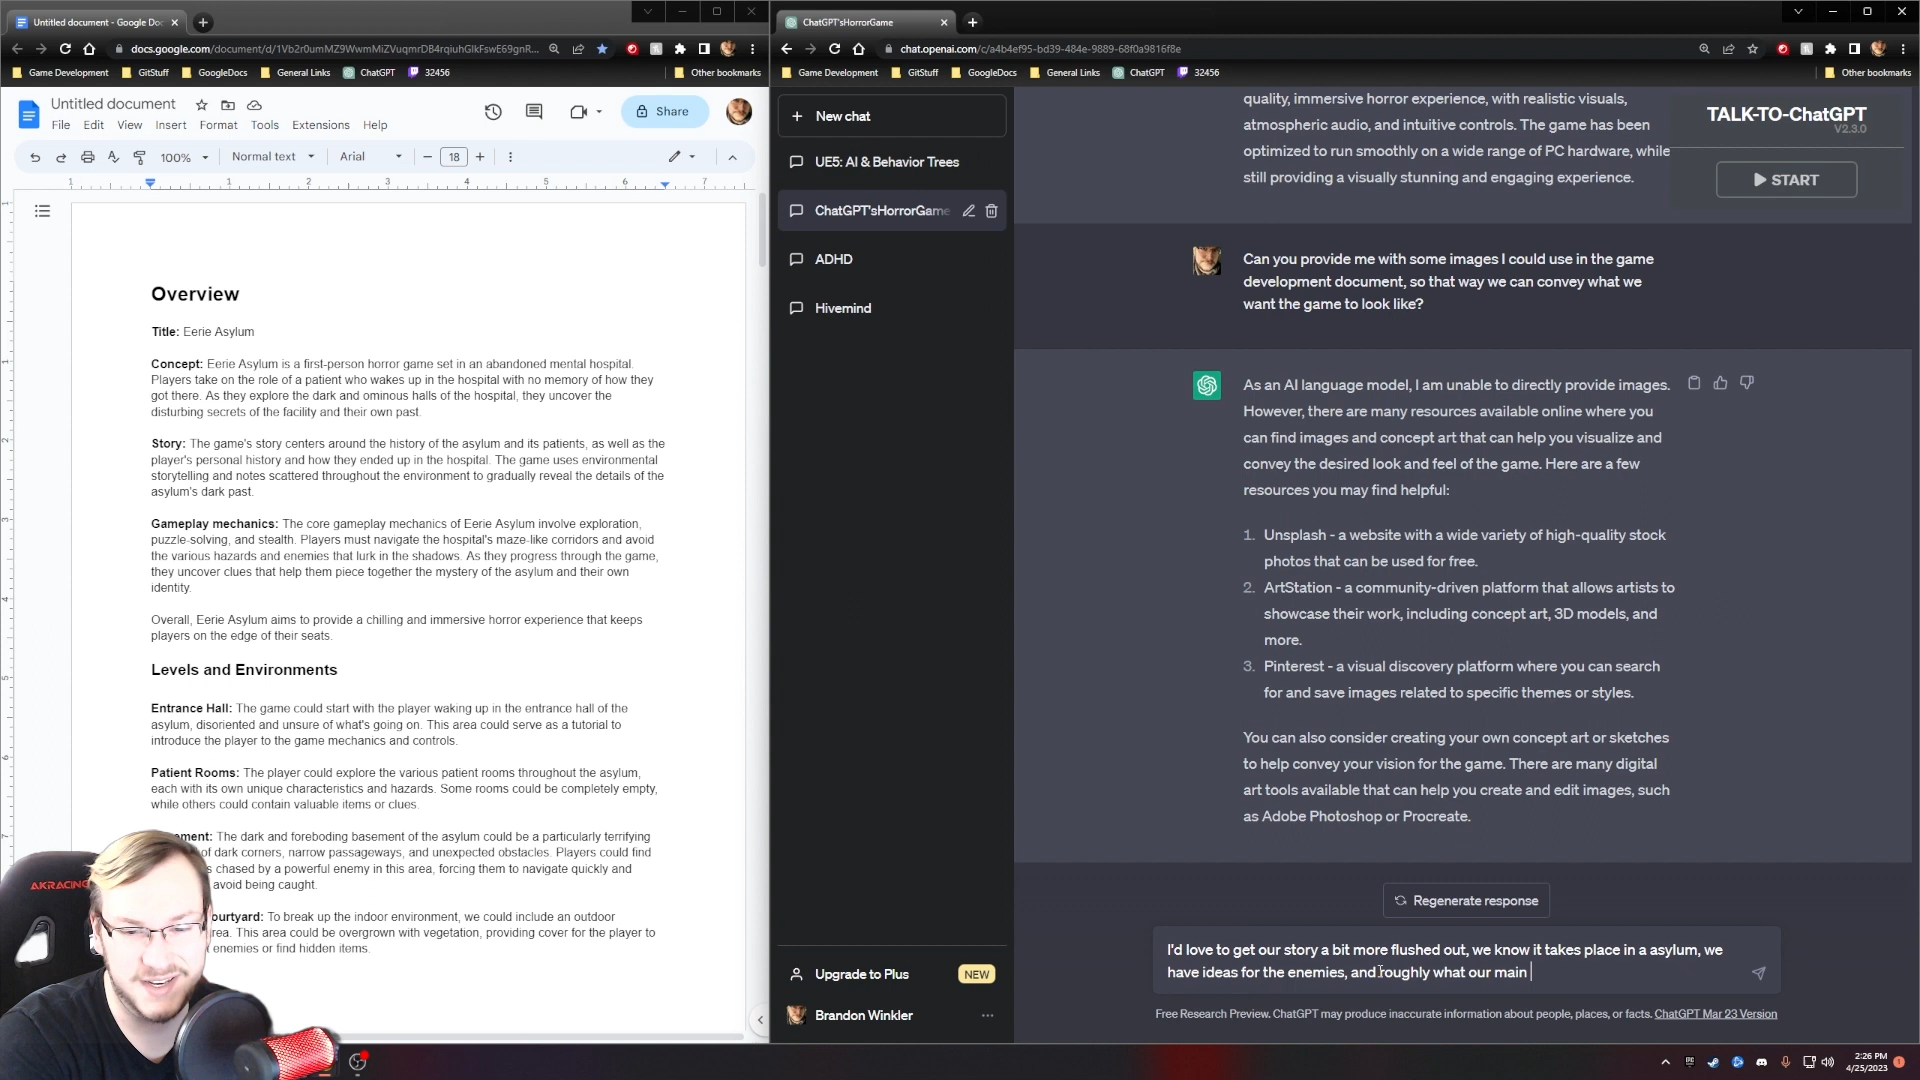 Untitled document - Google Doc
docs.google.com/document/d/1Vb2r0umMZ9WwmMiZVuqmrDB4rqiuhGlkFswE69gnR...
Game Development
GitStuff
GoogleDocs
General Links
ChatGPT
32456
Other bookmarks
Untitled document
File Edit View Insert Format Tools Extensions Help
Share
100%
Normal text
Arial
18
1 1 2 3 4 5 6 7
Overview
Title: Eerie Asylum
Concept: Eerie Asylum is a first-person horror game set in an abandoned mental hospital.
Players take on the role of a patient who wakes up in the hospital with no memory of how they
got there. As they explore the dark and ominous halls of the hospital, they uncover the
disturbing secrets of the facility and their own past.
Story: The game's story centers around the history of the asylum and its patients, as well as the
player's personal history and how they ended up in the hospital. The game uses environmental
storytelling and notes scattered throughout the environment to gradually reveal the details of the
asylum's dark past.
Gameplay mechanics: The core gameplay mechanics of Eerie Asylum involve exploration,
puzzle-solving, and stealth. Players must navigate the hospital's maze-like corridors and avoid
the various hazards and enemies that lurk in the shadows. As they progress through the game,
they uncover clues that help them piece together the mystery of the asylum and their own
identity.
Overall, Eerie Asylum aims to provide a chilling and immersive horror experience that keeps
players on the edge of their seats.
Levels and Environments
Entrance Hall: The game could start with the player waking up in the entrance hall of the
asylum, disoriented and unsure of what's going on. This area could serve as a tutorial to
introduce the player to the game mechanics and controls.
Patient Rooms: The player could explore the various patient rooms throughout the asylum,
each with its own unique characteristics and hazards. Some rooms could be completely empty,
while others could contain valuable items or clues.
ement: The dark and foreboding basement of the asylum could be a particularly terrifying
of dark corners, narrow passageways, and unexpected obstacles. Players could find
s chased by a powerful enemy in this area, forcing them to navigate quickly and
avoid being caught.
ourtyard: To break up the indoor environment, we could include an outdoor
rea. This area could be overgrown with vegetation, providing cover for the player to
enemies or find hidden items.
AKRACING
ChatGPT'sHorrorGame
chat.openai.com/c/a4b4ef95-bd39-484e-9889-68f0a9816f8e
Game Development
GitStuff
GoogleDocs
General Links
ChatGPT
32456
Other bookmarks
New chat
UE5: AI & Behavior Trees
ChatGPT'sHorrorGame
ADHD
Hivemind
Upgrade to Plus
NEW
Brandon Winkler
quality, immersive horror experience, with realistic visuals,
atmospheric audio, and intuitive controls. The game has been
optimized to run smoothly on a wide range of PC hardware, while
still providing a visually stunning and engaging experience.
TALK-TO-ChatGPT
V2.3.0
START
Can you provide me with some images I could use in the game
development document, so that way we can convey what we
want the game to look like?
As an AI language model, I am unable to directly provide images.
However, there are many resources available online where you
can find images and concept art that can help you visualize and
convey the desired look and feel of the game. Here are a few
resources you may find helpful:
1. Unsplash - a website with a wide variety of high-quality stock
photos that can be used for free.
2. ArtStation - a community-driven platform that allows artists to
showcase their work, including concept art, 3D models, and
more.
3. Pinterest - a visual discovery platform where you can search
for and save images related to specific themes or styles.
You can also consider creating your own concept art or sketches
to help convey your vision for the game. There are many digital
art tools available that can help you create and edit images, such
as Adobe Photoshop or Procreate.
Regenerate response
I'd love to get our story a bit more flushed out, we know it takes place in a asylum, we
have ideas for the enemies, and roughly what our main
Free Research Preview. ChatGPT may produce inaccurate information about people, places, or facts. ChatGPT Mar 23 Version
2:26 PM
4/25/2023
1